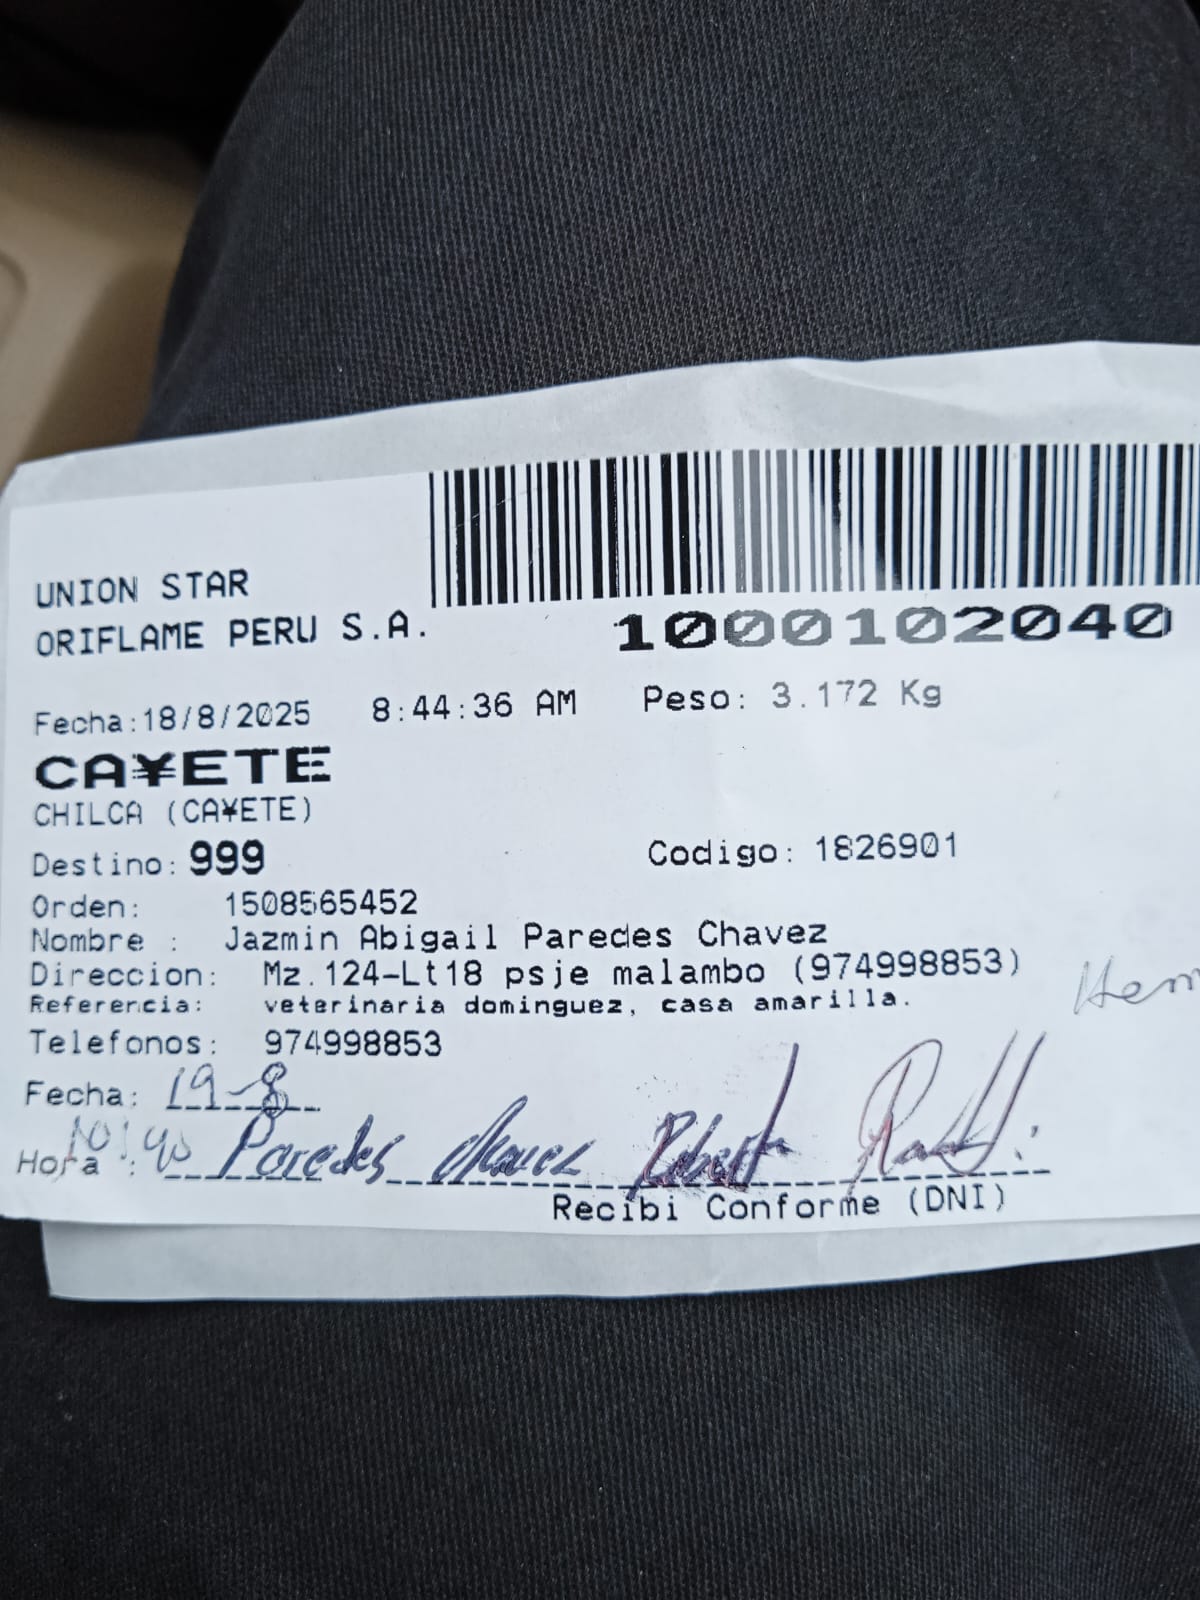 UNION STAR
ORIFLAME PERU S.A.
1000102040
Fecha:18/8/2025 8:44:36 AM Peso: 3.172 Kg
CA¥ETE
CHILCA (CA¥ETE)
Destino: 999 Codigo: 1826901
Orden: 1508565452
Nombre : Jazmin Abigail Paredes Chavez
Direccion: Mz.124-Lt18 psje malambo (974998853)
Referencia: veterinaria dominguez, casa amarilla.
Telefonos: 974998853
Fecha: 19-8
Hora : Paredes Chavez
Recibi Conforme (DNI)